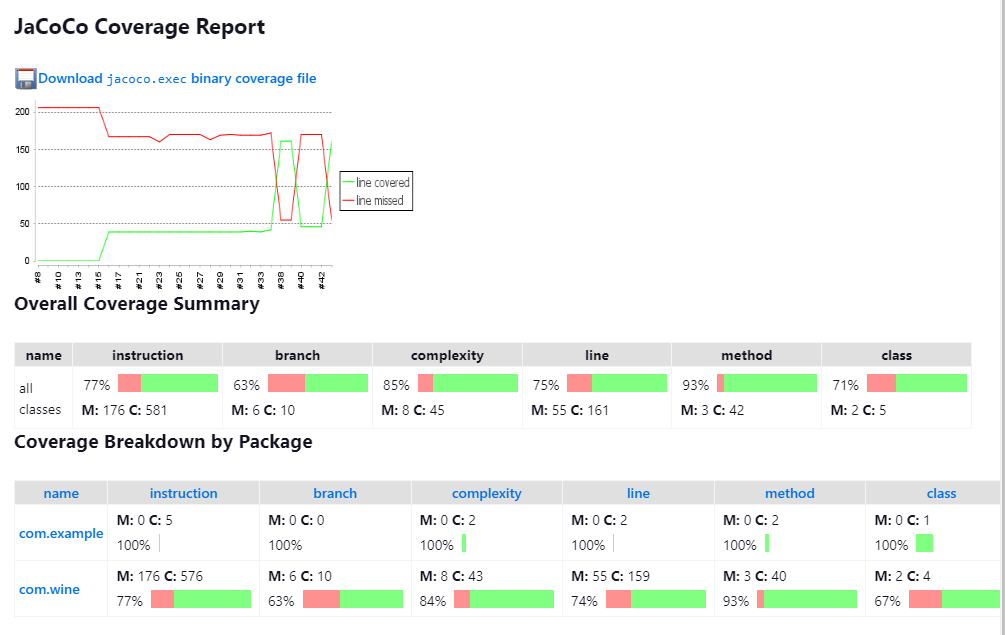 JaCoCo Coverage Report
Download jacoco.exec binary coverage file
200
150
100
50
0
line covered
line missed
#8 #10 #13 #15 #17 #21 #23 #25 #27 #29 #31 #33 #38 #40 #42
Overall Coverage Summary
name instruction branch complexity line method class
all classes
77% 63% 85% 75% 93% 71%
M: 176 C: 581 M: 6 C: 10 M: 8 C: 45 M: 55 C: 161 M: 3 C: 42 M: 2 C: 5
Coverage Breakdown by Package
name instruction branch complexity line method class
com.example
M: 0 C: 5 M: 0 C: 0 M: 0 C: 2 M: 0 C: 2 M: 0 C: 2 M: 0 C: 1
100% 100% 100% 100% 100% 100%
com.wine
M: 176 C: 576 M: 6 C: 10 M: 8 C: 43 M: 55 C: 159 M: 3 C: 40 M: 2 C: 4
77% 63% 84% 74% 93% 67%